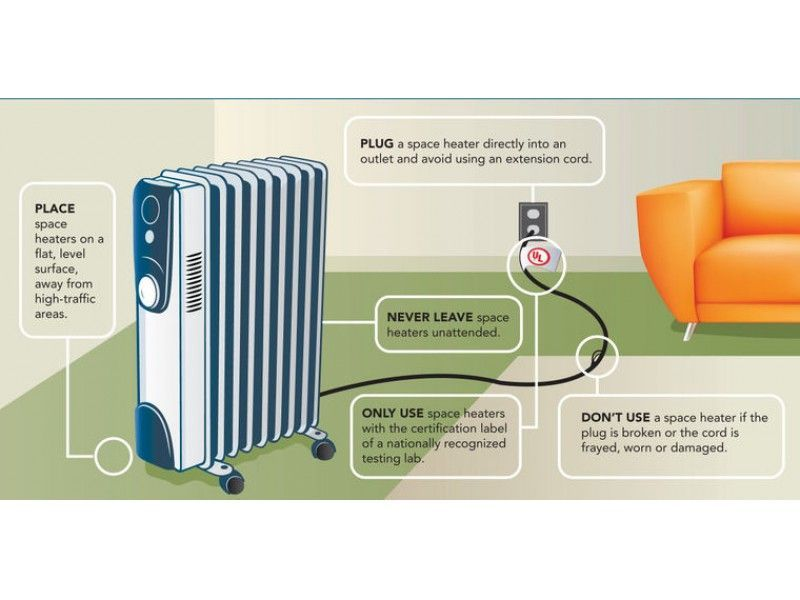 PLUG a space heater directly into an
outlet and avoid using an extension cord.
PLACE
space
heaters on a
flat, level
surface,
away from
high-traffic
areas.
UL
NEVER LEAVE space
heaters unattended.
ONLY USE space heaters
with the certification label
of a nationally recognized
testing lab.
DON'T USE a space heater if the
plug is broken or the cord is
frayed, worn or damaged.